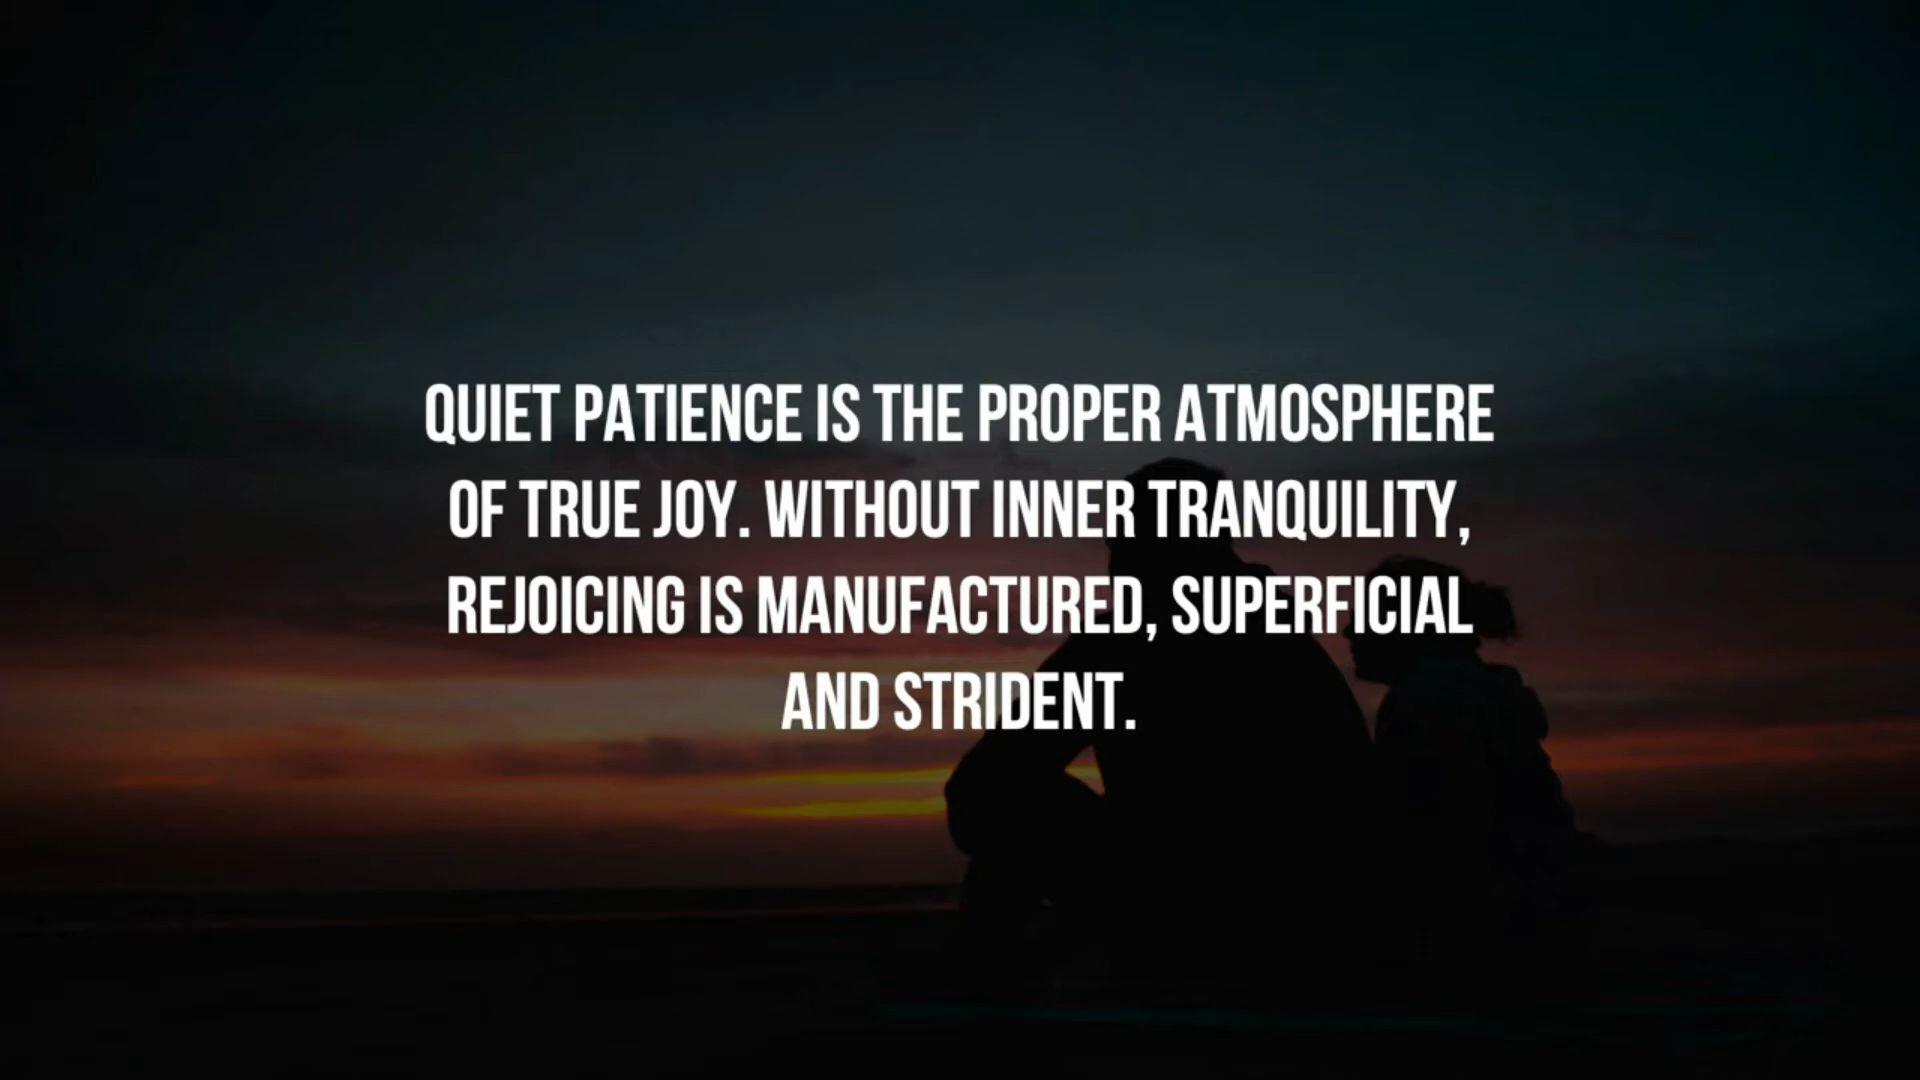 QUIET PATIENCE IS THE PROPER ATMOSPHERE
OF TRUE JOY. WITHOUT INNER TRANQUILITY,
REJOICING IS MANUFACTURED, SUPERFICIAL
AND STRIDENT.